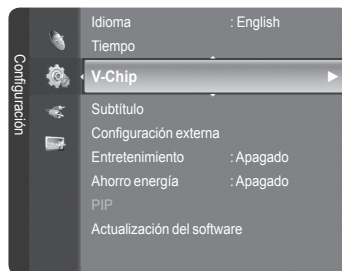 Configuración
Idioma : English
Tiempo
V-Chip
Subtítulo
Configuración externa
Entretenimiento : Apagado
Ahorro energía : Apagado
PIP
Actualización del software